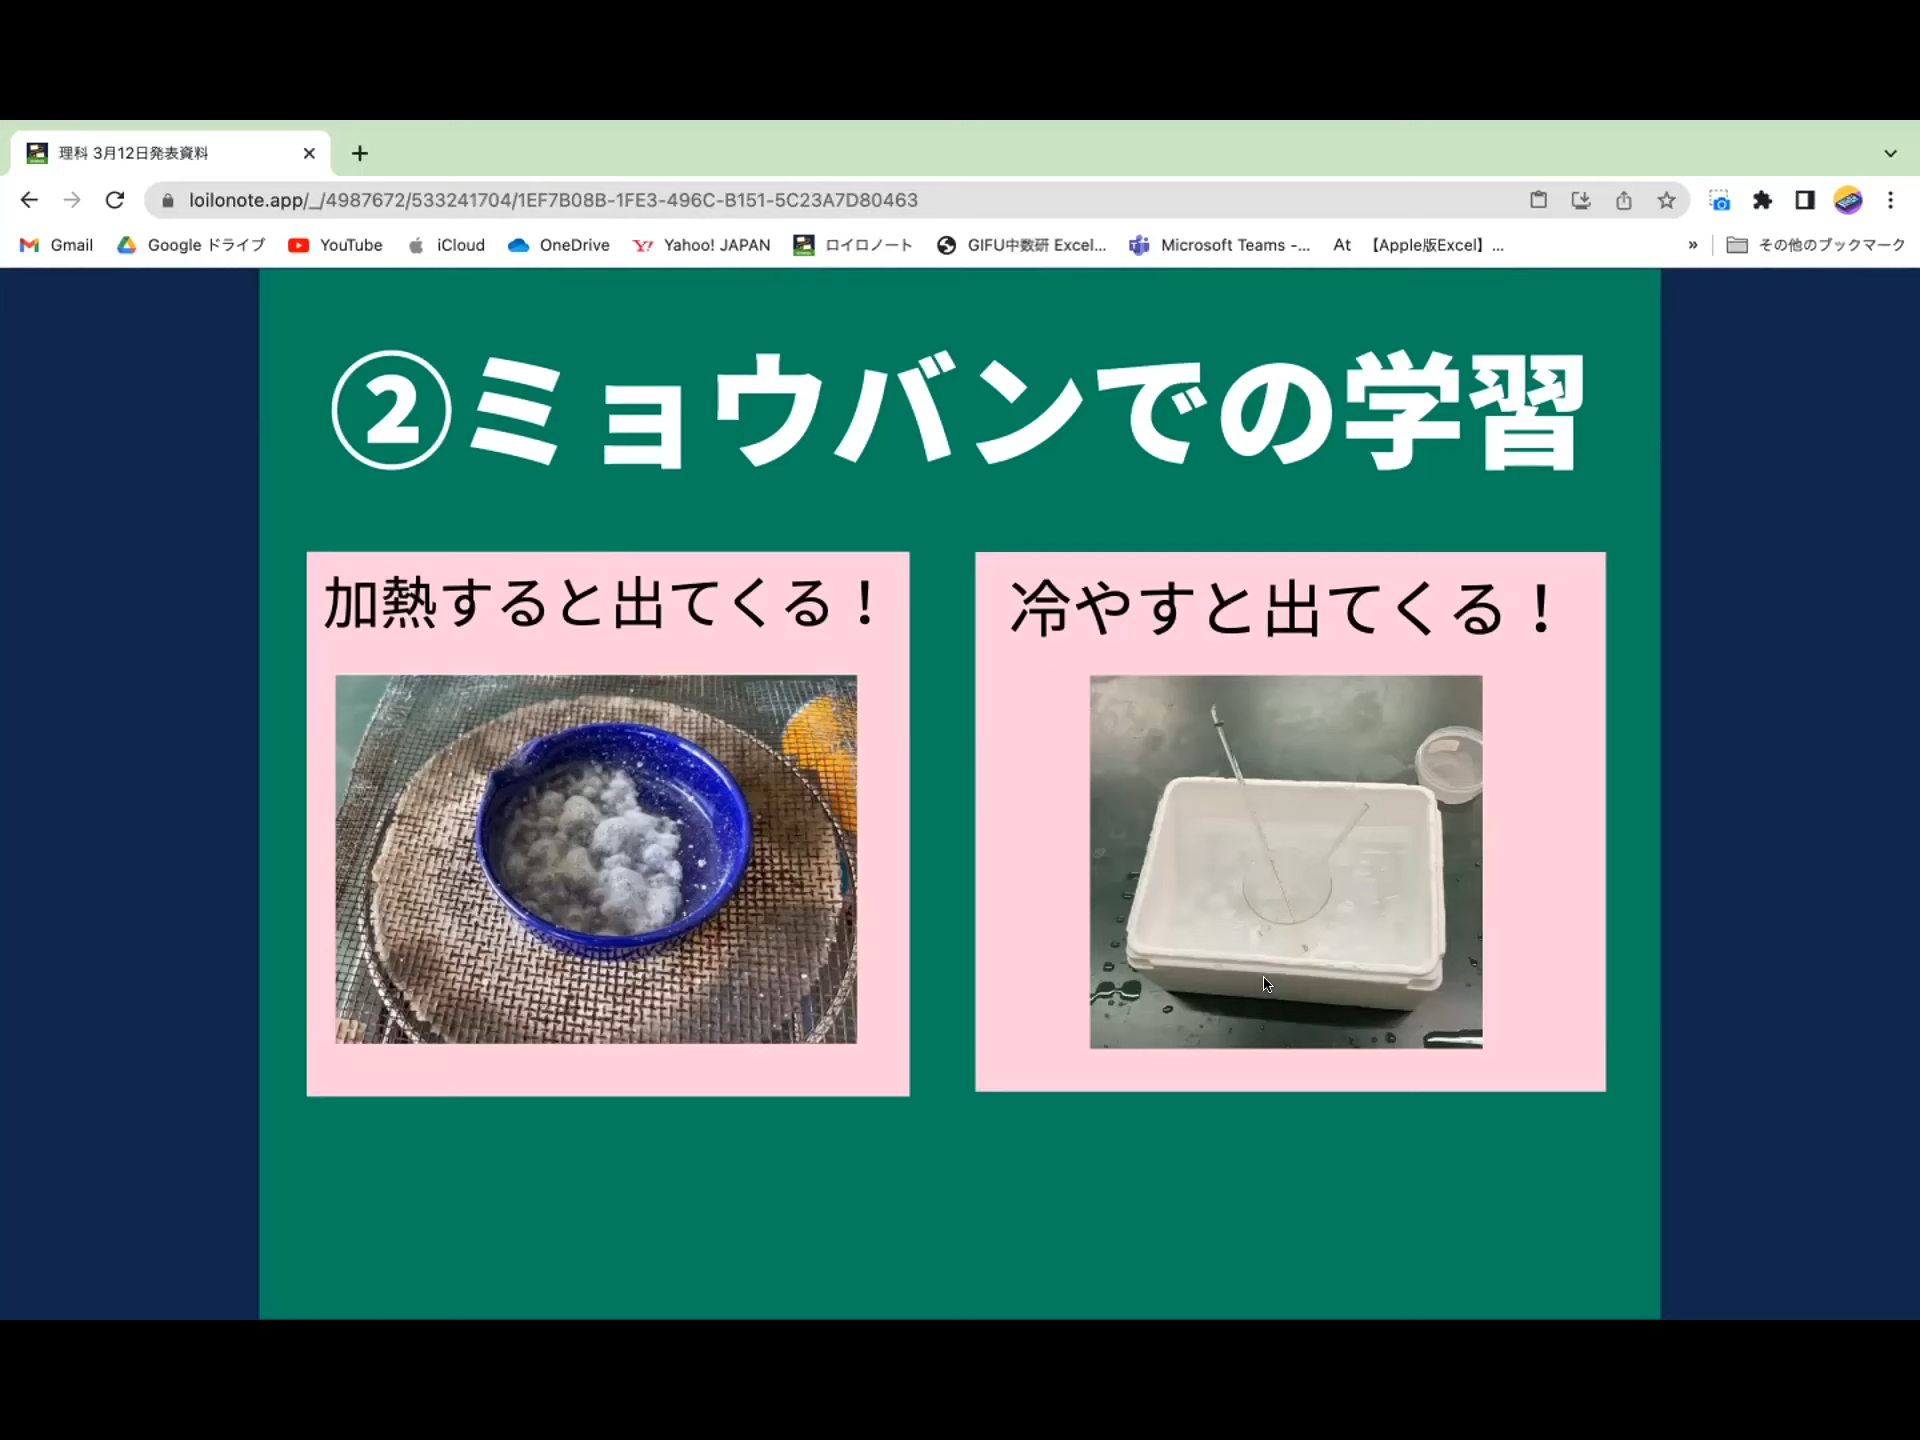 理科 3月12日発表資料
loilonote.app/_/4987672/533241704/1EF7B08B-1FE3-496C-B151-5C23A7D80463
Gmail Google ドライブ YouTube iCloud OneDrive Yahoo! JAPAN ロイロノート GIFU中数研 Excel... Microsoft Teams -... At 【Apple版Excel】... » その他のブックマーク
②ミョウバンでの学習
加熱すると出てくる！
冷やすと出てくる！